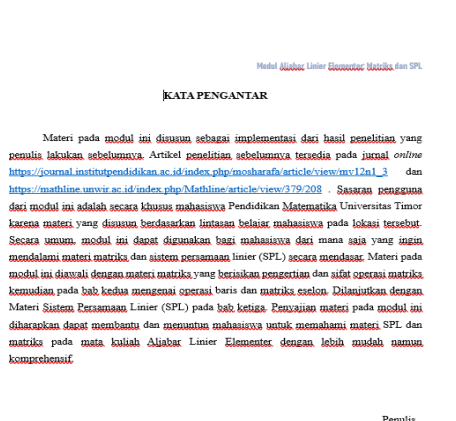 Modul Aljabar Linier Elementer: Matriks dan SPL
KATA PENGANTAR
Materi pada modul ini disusun sebagai implementasi dari hasil penelitian yang
penulis lakukan sebelumnya. Artikel penelitian sebelumnya tersedia pada jurnal online
https://journal.institutpendidikan.ac.id/index.php/mosharafa/article/view/mv12n1_3 dan
https://mathline.unwir.ac.id/index.php/Mathline/article/view/379/208 . Sasaran pengguna
dari modul ini adalah secara khusus mahasiswa Pendidikan Matematika Universitas Timor
karena materi yang disusun berdasarkan lintasan belajar mahasiswa pada lokasi tersebut.
Secara umum, modul ini dapat digunakan bagi mahasiswa dari mana saja yang ingin
mendalami materi matriks dan sistem persamaan linier (SPL) secara mendasar. Materi pada
modul ini diawali dengan materi matriks yang berisikan pengertian dan sifat operasi matriks
kemudian pada bab kedua mengenai operasi baris dan matriks eselon. Dilanjutkan dengan
Materi Sistem Persamaan Linier (SPL) pada bab ketiga. Penyajian materi pada modul ini
diharapkan dapat membantu dan menuntun mahasiswa untuk memahami materi SPL dan
matriks pada mata kuliah Aljabar Linier Elementer dengan lebih mudah namun
komprehensif.
Penulis